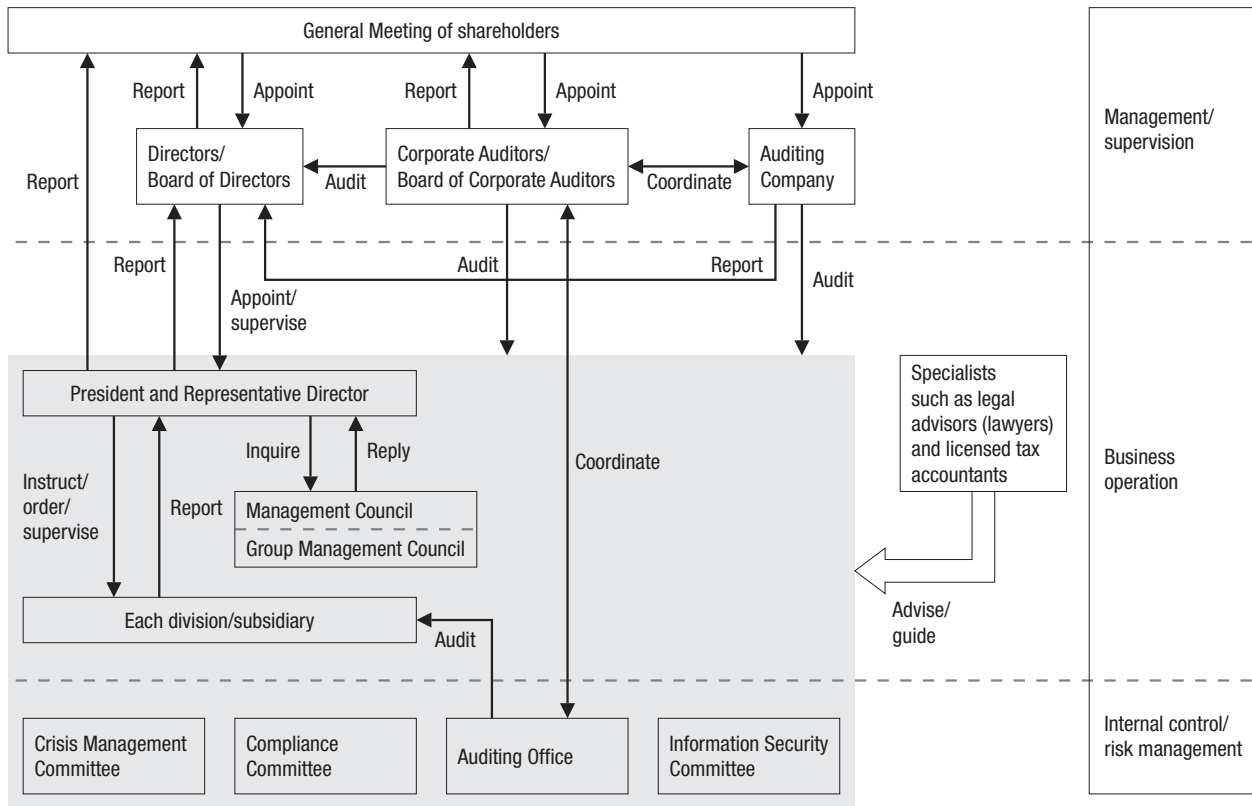 General Meeting of shareholders
Report
Appoint
Report
Appoint
Appoint
Management/
supervision
Directors/
Board of Directors
Corporate Auditors/
Board of Corporate Auditors
Auditing
Company
Report
Audit
Coordinate
Report
Audit
Report
Audit
Appoint/
supervise
President and Representative Director
Specialists
such as legal
advisors (lawyers)
and licensed tax
accountants
Inquire
Reply
Coordinate
Business
operation
Instruct/
order/
supervise
Report
Management Council
Group Management Council
Each division/subsidiary
Audit
Advise/
guide
Crisis Management
Committee
Compliance
Committee
Auditing Office
Information Security
Committee
Internal control/
risk management